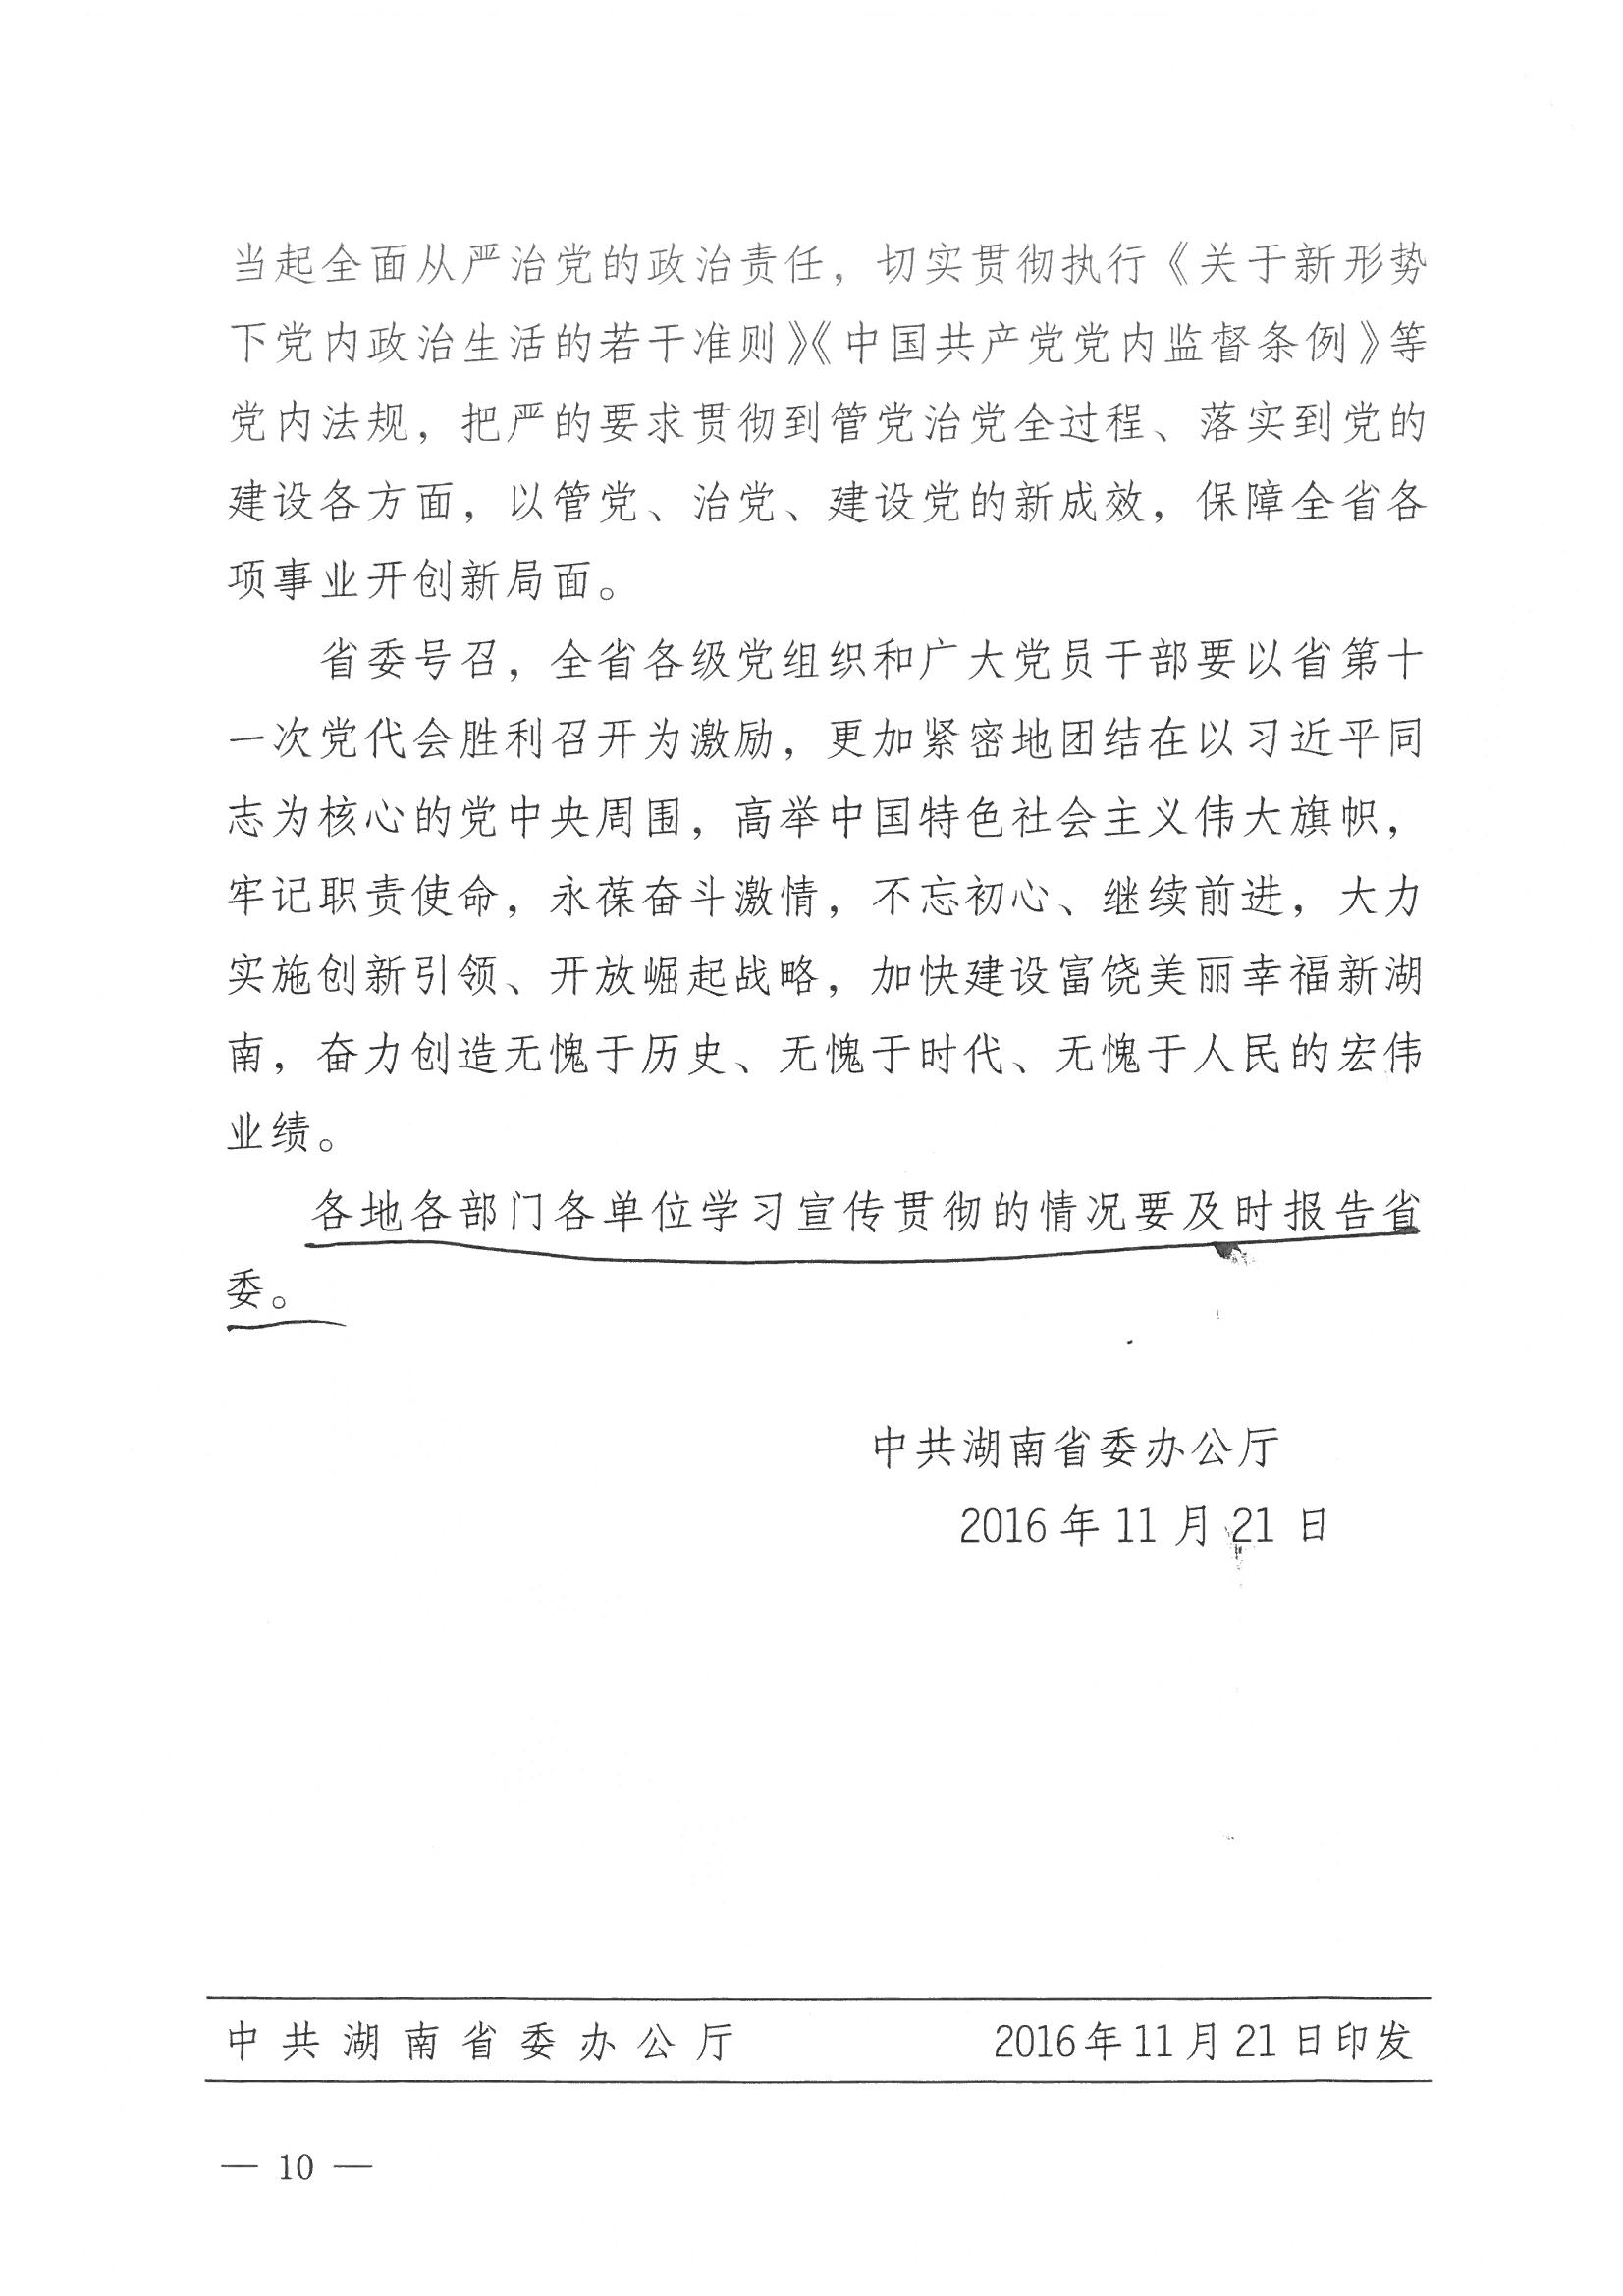 当起全面从严治党的政治责任，切实贯彻执行《关于新形势
下党内政治生活的若干准则》《中国共产党党内监督条例》等
党内法规，把严的要求贯彻到管党治党全过程、落实到党的
建设各方面，以管党、治党、建设党的新成效，保障全省各
项事业开创新局面。
省委号召，全省各级党组织和广大党员干部要以省第十
一次党代会胜利召开为激励，更加紧密地团结在以习近平同
志为核心的党中央周围，高举中国特色社会主义伟大旗帜，
牢记职责使命，永葆奋斗激情，不忘初心、继续前进，大力
实施创新引领、开放崛起战略，加快建设富饶美丽幸福新湖
南，奋力创造无愧于历史、无愧于时代、无愧于人民的宏伟
业绩。
各地各部门各单位学习宣传贯彻的情况要及时报告省
委。
中共湖南省委办公厅
2016年11月21日
中共湖南省委办公厅 2016年11月21日印发
— 10 —